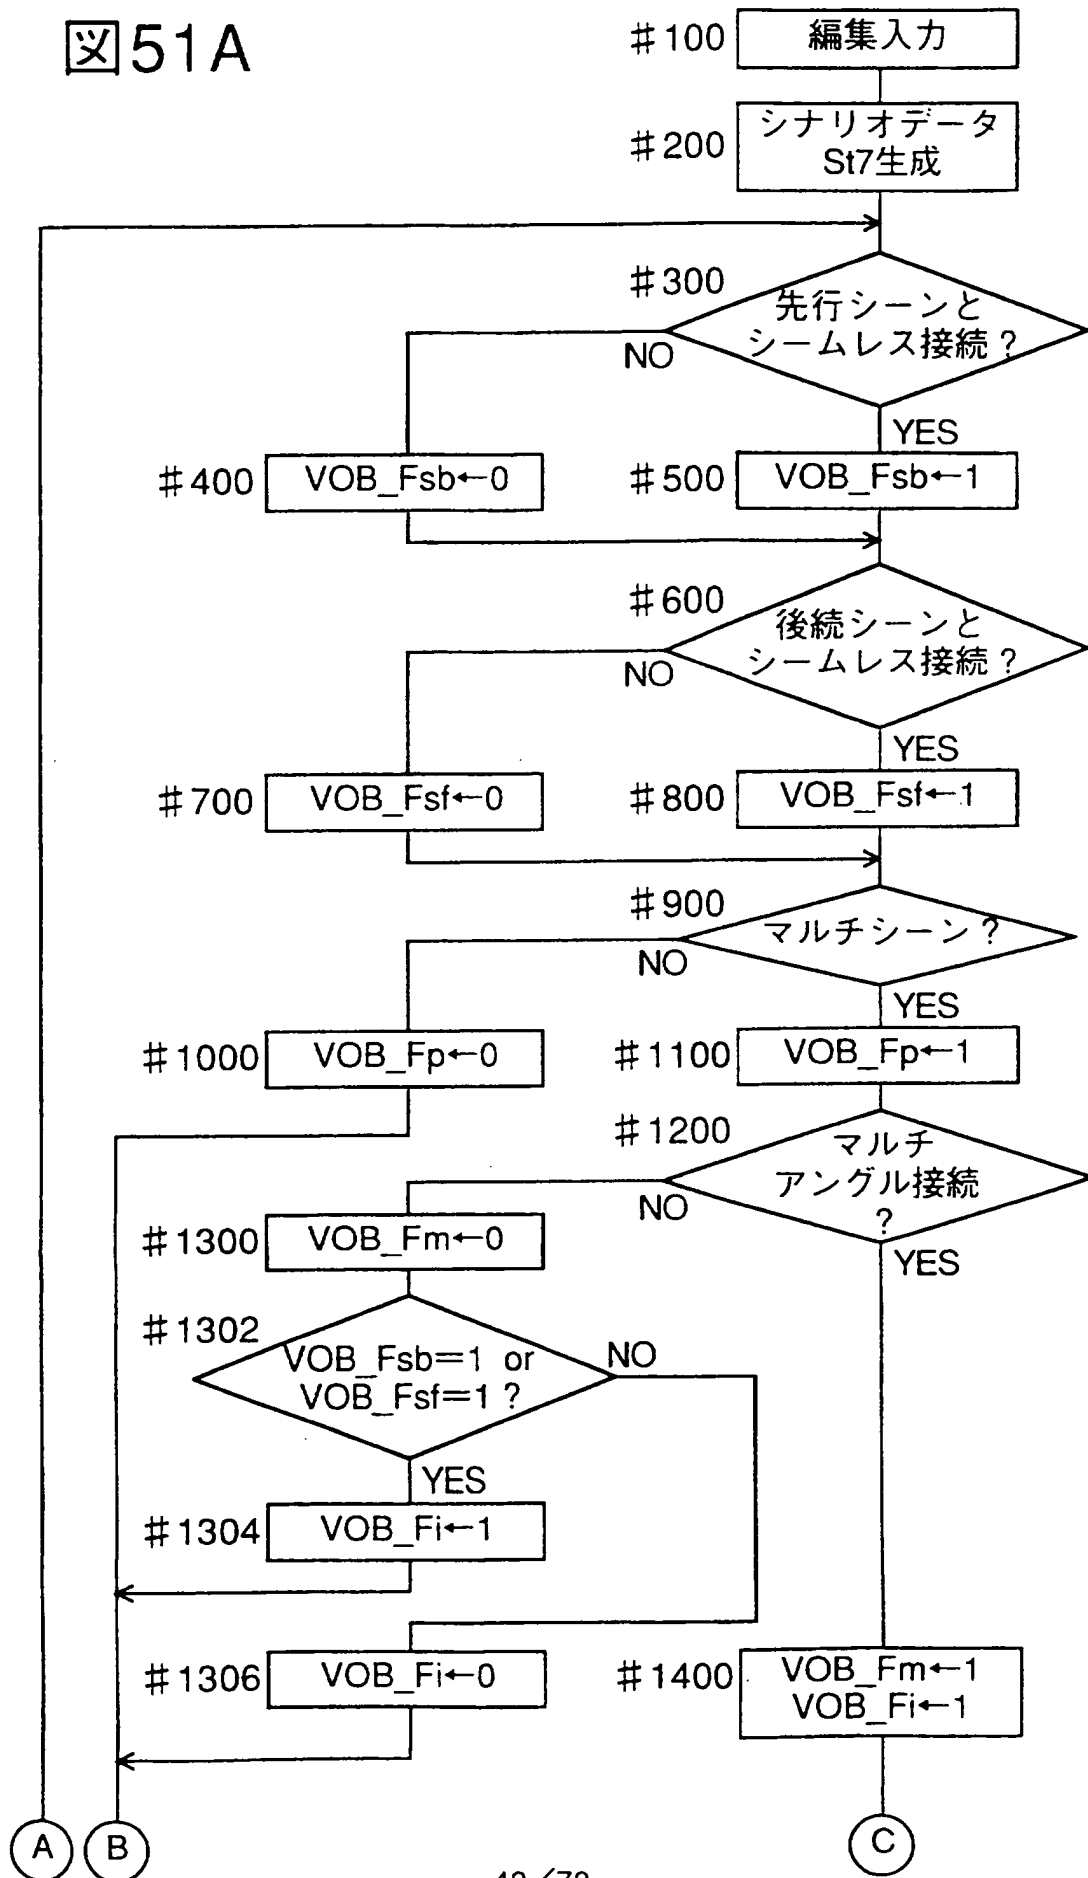 図51A
#100 編集入力
#200 シナリオデータ
St7生成
#300 先行シーンと
シームレス接続?
NO
YES
#400 VOB_Fsb←0
#500 VOB_Fsb←1
#600 後続シーンと
シームレス接続?
NO
YES
#700 VOB_Fsf←0
#800 VOB_Fsf←1
#900 マルチシーン?
NO
YES
#1000 VOB_Fp←0
#1100 VOB_Fp←1
#1200 マルチ
アングル接続
?
NO
YES
#1300 VOB_Fm←0
#1302 VOB_Fsb=1 or
VOB_Fsf=1?
NO
YES
#1304 VOB_Fi←1
#1306 VOB_Fi←0
#1400 VOB_Fm←1
VOB_Fi←1
A
B
C